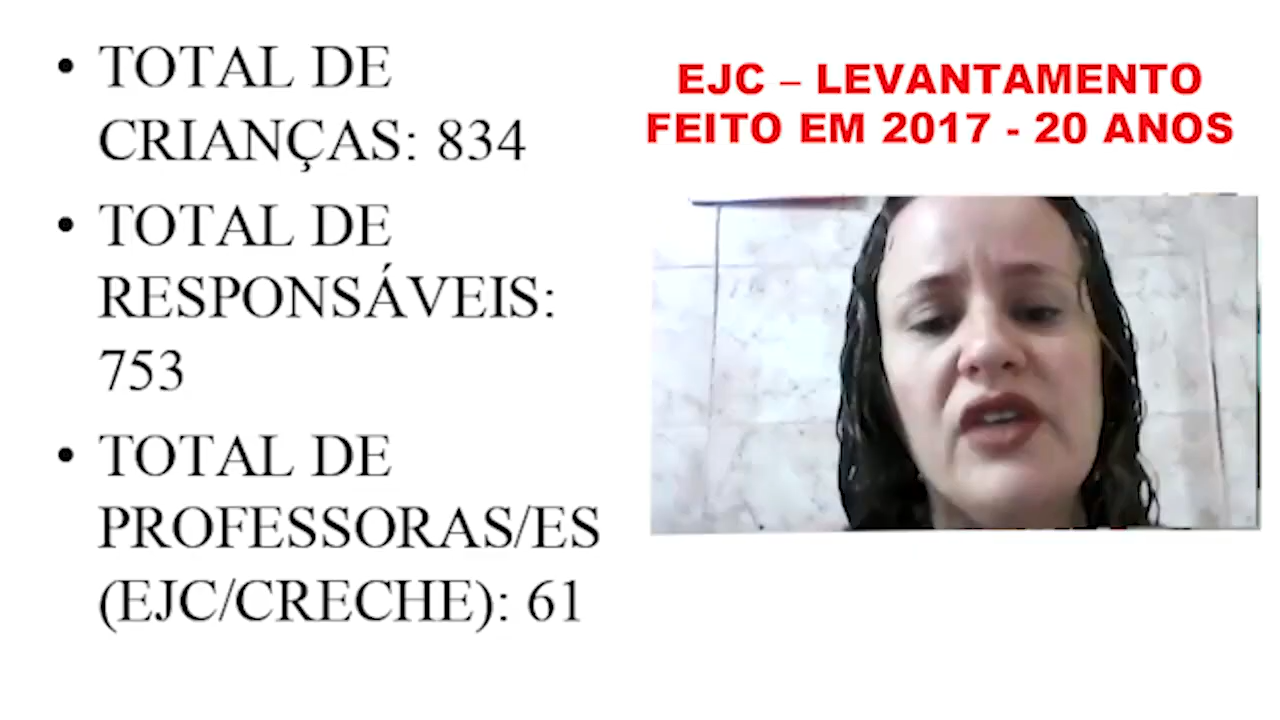 • TOTAL DE
CRIANÇAS: 834
• TOTAL DE
RESPONSÁVEIS:
753
• TOTAL DE
PROFESSORAS/ES
(EJC/CRECHE): 61
EJC – LEVANTAMENTO
FEITO EM 2017 - 20 ANOS